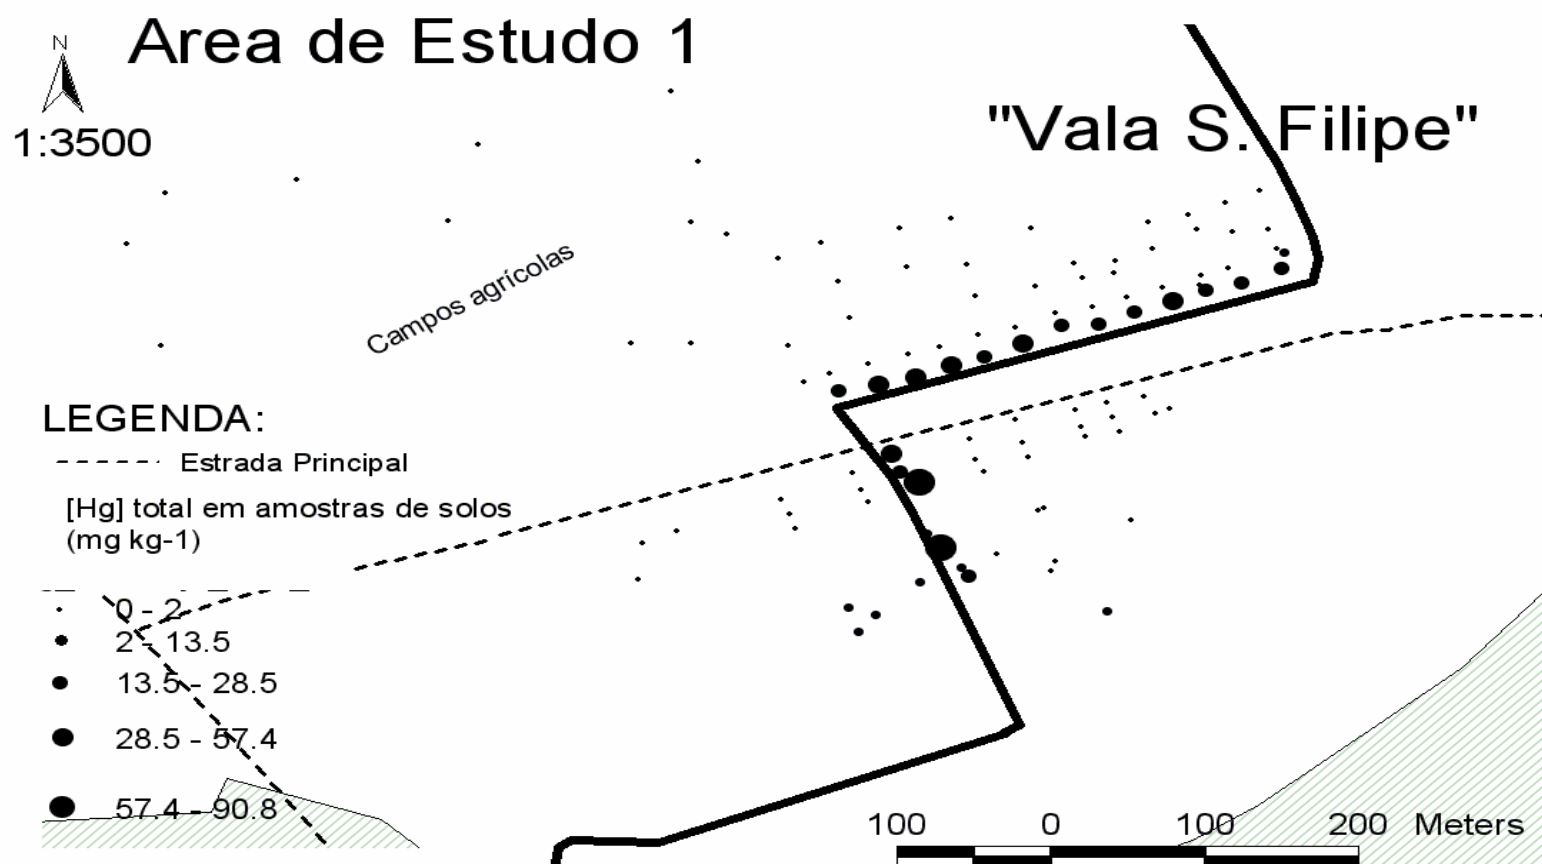 Area de Estudo 1
N
1:3500
"Vala S. Filipe"
Campos agrícolas
LEGENDA:
Estrada Principal
[Hg] total em amostras de solos
(mg kg-1)
0 - 2
2 - 13.5
13.5 - 28.5
28.5 - 57.4
57.4 - 90.8
100 0 100 200 Meters